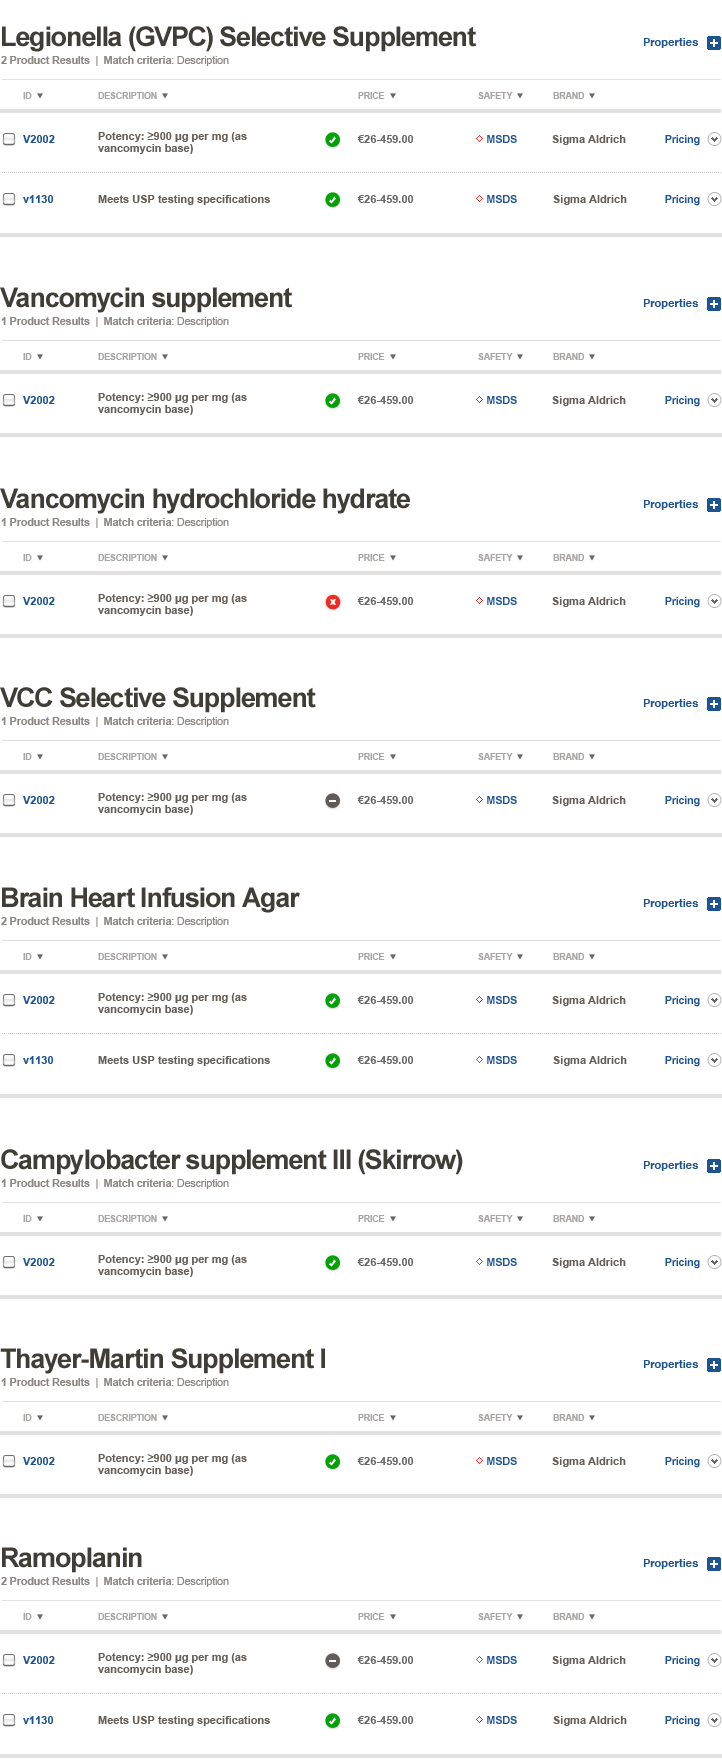 Legionella (GVPC) Selective Supplement
Properties
2 Product Results | Match criteria: Description
ID DESCRIPTION PRICE SAFETY BRAND
V2002 Potency: ≥900 μg per mg (as vancomycin base) €26-459.00 MSDS Sigma Aldrich Pricing
v1130 Meets USP testing specifications €26-459.00 MSDS Sigma Aldrich Pricing
Vancomycin supplement
Properties
1 Product Results | Match criteria: Description
ID DESCRIPTION PRICE SAFETY BRAND
V2002 Potency: ≥900 μg per mg (as vancomycin base) €26-459.00 MSDS Sigma Aldrich Pricing
Vancomycin hydrochloride hydrate
Properties
1 Product Results | Match criteria: Description
ID DESCRIPTION PRICE SAFETY BRAND
V2002 Potency: ≥900 μg per mg (as vancomycin base) €26-459.00 MSDS Sigma Aldrich Pricing
VCC Selective Supplement
Properties
1 Product Results | Match criteria: Description
ID DESCRIPTION PRICE SAFETY BRAND
V2002 Potency: ≥900 μg per mg (as vancomycin base) €26-459.00 MSDS Sigma Aldrich Pricing
Brain Heart Infusion Agar
Properties
2 Product Results | Match criteria: Description
ID DESCRIPTION PRICE SAFETY BRAND
V2002 Potency: ≥900 μg per mg (as vancomycin base) €26-459.00 MSDS Sigma Aldrich Pricing
v1130 Meets USP testing specifications €26-459.00 MSDS Sigma Aldrich Pricing
Campylobacter supplement III (Skirrow)
Properties
1 Product Results | Match criteria: Description
ID DESCRIPTION PRICE SAFETY BRAND
V2002 Potency: ≥900 μg per mg (as vancomycin base) €26-459.00 MSDS Sigma Aldrich Pricing
Thayer-Martin Supplement I
Properties
1 Product Results | Match criteria: Description
ID DESCRIPTION PRICE SAFETY BRAND
V2002 Potency: ≥900 μg per mg (as vancomycin base) €26-459.00 MSDS Sigma Aldrich Pricing
Ramoplanin
Properties
2 Product Results | Match criteria: Description
ID DESCRIPTION PRICE SAFETY BRAND
V2002 Potency: ≥900 μg per mg (as vancomycin base) €26-459.00 MSDS Sigma Aldrich Pricing
v1130 Meets USP testing specifications €26-459.00 MSDS Sigma Aldrich Pricing